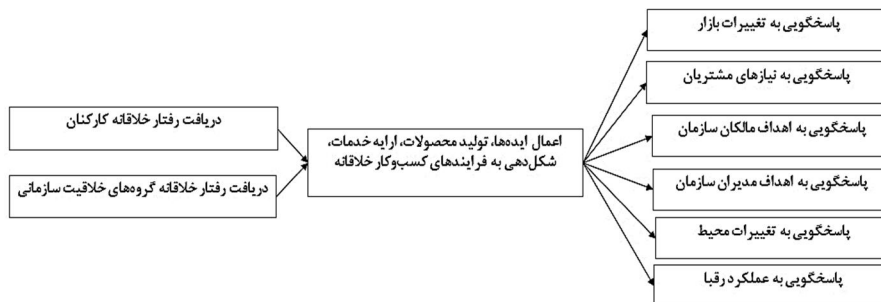 دریافت رفتار خلاقانه کارکنان
دریافت رفتار خلاقانه گروه‌های خلاقیت سازمانی
اعمال ایده‌ها، تولید محصولات، ارایه خدمات،
شکل‌دهی به فرایندهای کسب‌وکار خلاقانه
پاسخگویی به تغییرات بازار
پاسخگویی به نیازهای مشتریان
پاسخگویی به اهداف مالکان سازمان
پاسخگویی به اهداف مدیران سازمان
پاسخگویی به تغییرات محیط
پاسخگویی به عملکرد رقبا